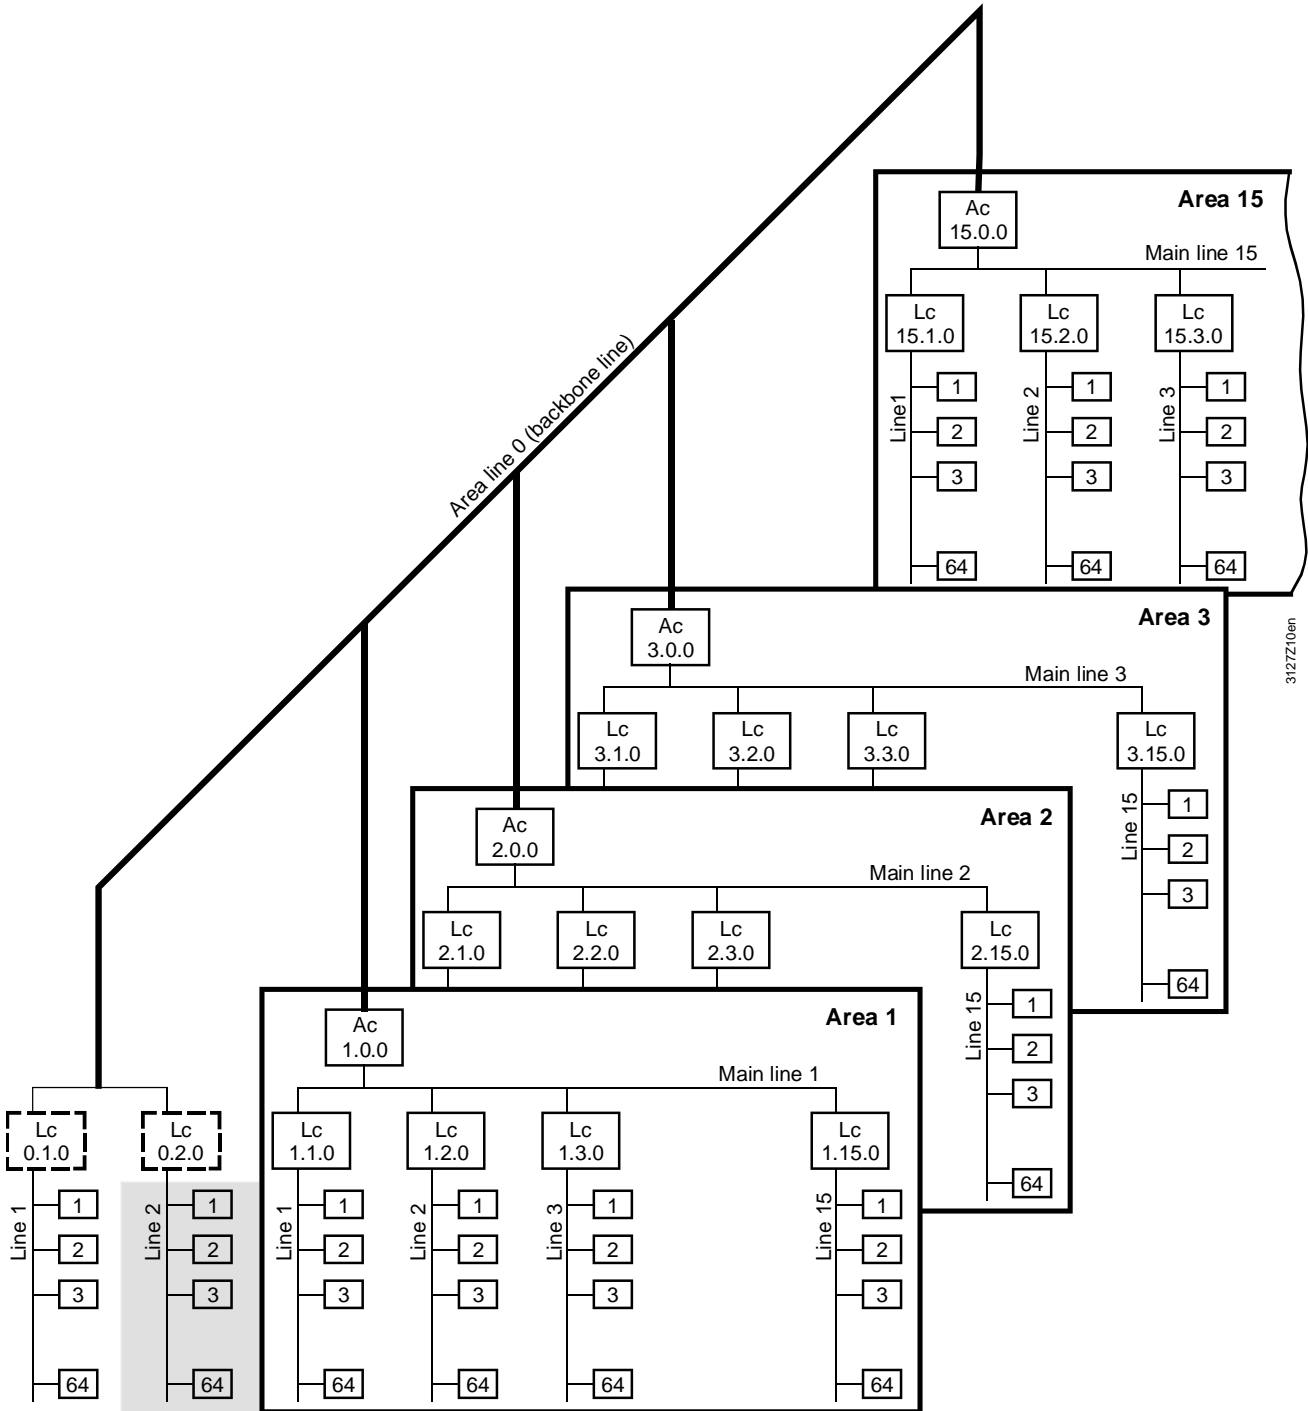 Area 15
Ac
15.0.0
Main line 15
Lc
15.1.0
Lc
15.2.0
Lc
15.3.0
Line1
1
2
3
64
Line 2
1
2
3
64
Line 3
1
2
3
64
Area line 0 (backbone line)
3127Z10en
Area 3
Ac
3.0.0
Main line 3
Lc
3.1.0
Lc
3.2.0
Lc
3.3.0
Lc
3.15.0
Line 15
1
2
3
64
Area 2
Ac
2.0.0
Main line 2
Lc
2.1.0
Lc
2.2.0
Lc
2.3.0
Lc
2.15.0
Line 15
1
2
3
64
Area 1
Ac
1.0.0
Main line 1
Lc
0.1.0
Lc
0.2.0
Lc
1.1.0
Lc
1.2.0
Lc
1.3.0
Lc
1.15.0
Line 1
1
2
3
64
Line 2
1
2
3
64
Line 1
1
2
3
64
Line 2
1
2
3
64
Line 3
1
2
3
64
Line 15
1
2
3
64